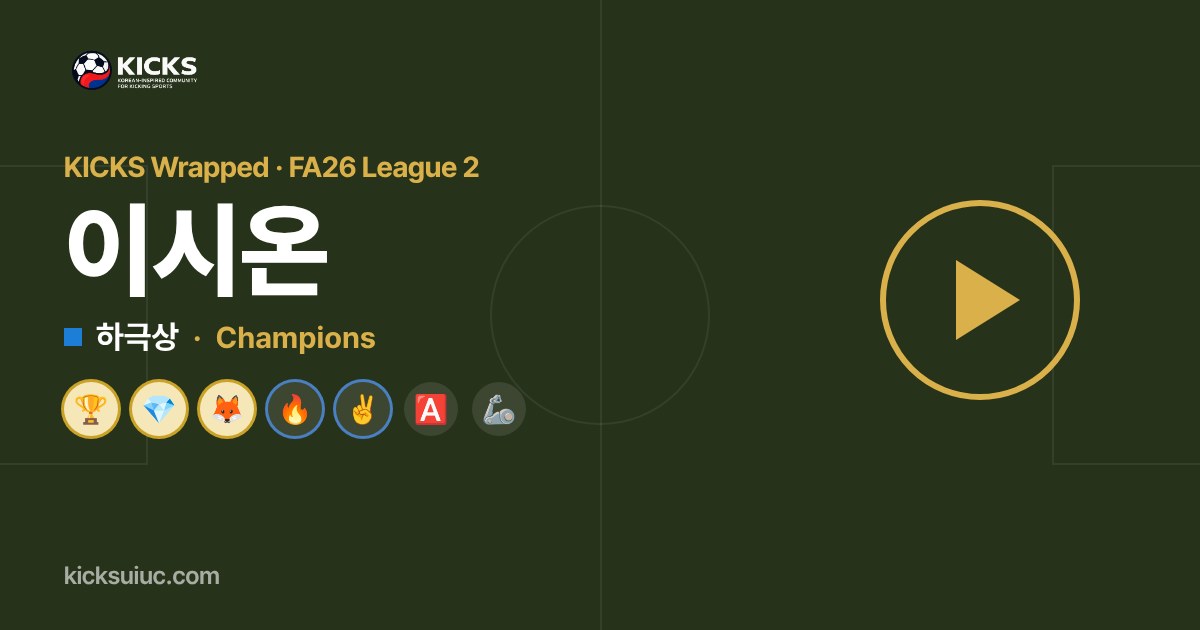 KICKS
KOREAN-INSPIRED COMMUNITY
FOR KICKING SPORTS
KICKS Wrapped · FA26 League 2
이시온
하극상 · Champions
🅰
kicksuiuc.com